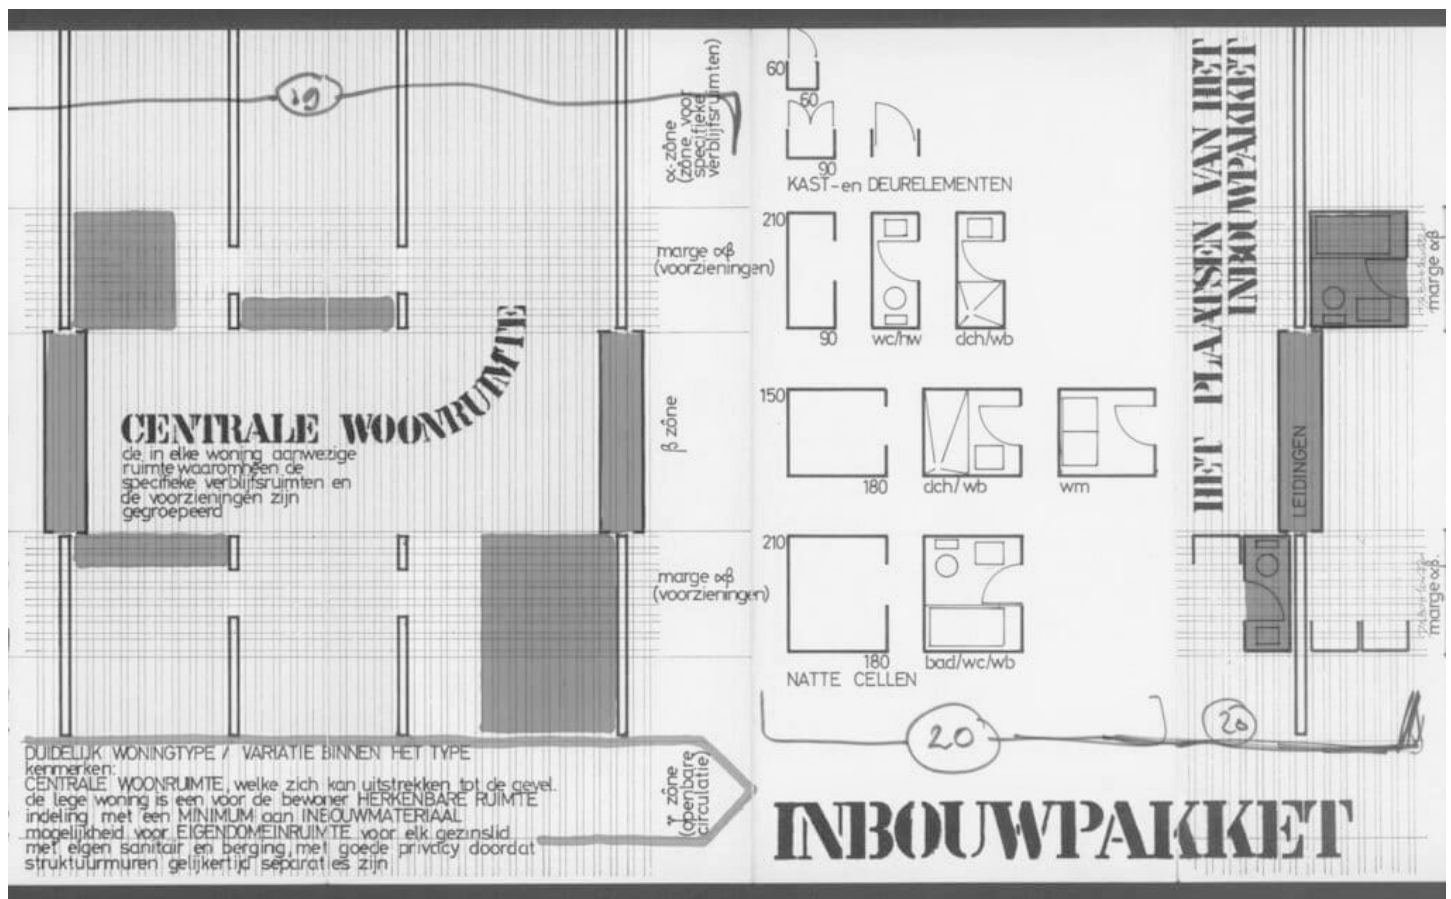 19
α-zône
(zône voor
specifieke
verblijfsruimten)
marge αβ
(voorzieningen)
CENTRALE WOONRUIMTE
de in elke woning aanwezige
ruimte waaromheen de
specifieke verblijfsruimten en
de voorzieningen zijn
gegroepeerd
β zône
marge αβ
(voorzieningen)
DUIDELIJK WONINGTYPE / VARIATIE BINNEN HET TYPE
kenmerken:
CENTRALE WOONRUIMTE, welke zich kan uitstrekken tot de gevel.
de lege woning is een voor de bewoner HERKENBARE RUIMTE
indeling met een MINIMUM aan INBOUWMATERIAAL
mogelijkheid voor EIGENDOMEINRUIMTE voor elk gezinslid
met eigen sanitair en berging, met goede privacy doordat
struktuurmuren gelijkertijd separaties zijn
γ zône
(openbare
circulatie)
60
60
90
KAST-en DEURELEMENTEN
210
90
wc/hw
dch/wb
150
180
dch/wb
wm
210
180
bad/wc/wb
NATTE CELLEN
20
20
INBOUWPAKKET
HET PLAATSEN VAN HET
INBOUWPAKKET
LEIDINGEN
marge αβ
marge αβ